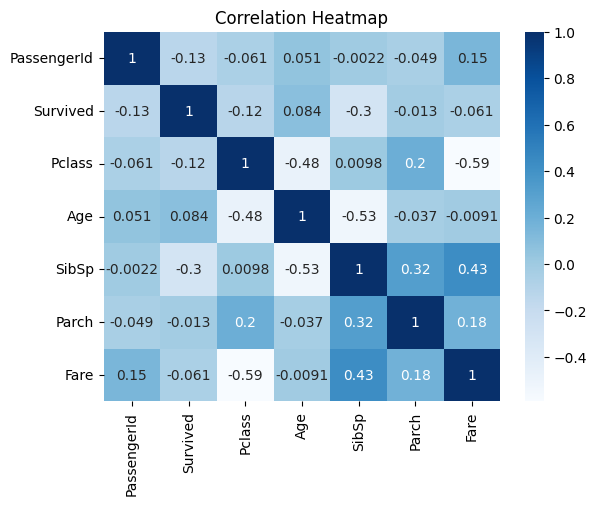 Correlation Heatmap
PassengerId 1 -0.13 -0.061 0.051 -0.0022 -0.049 0.15
Survived -0.13 1 -0.12 0.084 -0.3 -0.013 -0.061
Pclass -0.061 -0.12 1 -0.48 0.0098 0.2 -0.59
Age 0.051 0.084 -0.48 1 -0.53 -0.037 -0.0091
SibSp -0.0022 -0.3 0.0098 -0.53 1 0.32 0.43
Parch -0.049 -0.013 0.2 -0.037 0.32 1 0.18
Fare 0.15 -0.061 -0.59 -0.0091 0.43 0.18 1
PassengerId Survived Pclass Age SibSp Parch Fare
1.0
0.8
0.6
0.4
0.2
0.0
−0.2
−0.4